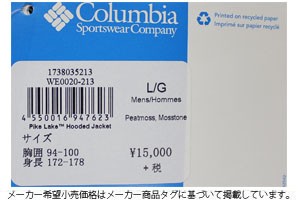 Columbia
Sportswear Company
Printed on recycled paper
Imprimé sur papier recyclé
1738035213
WE0020-213
4 550016 947623
Pike Lake™ Hooded Jacket
サイズ
胸囲 94-100
身長 172-178
L/G
Mens/Hommes
Peatmoss, Mosstone
¥15,000
+税
メーカー希望小売価格はメーカー商品タグに基づいて掲載しています。